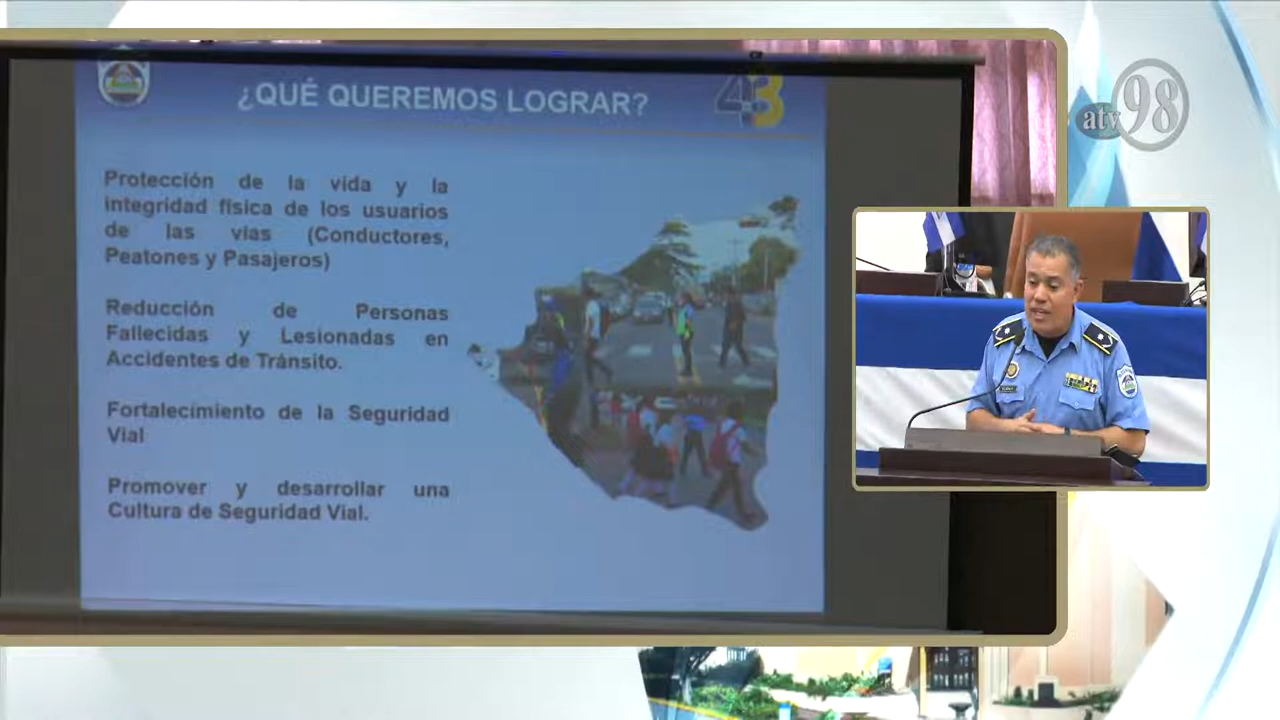 ¿QUÉ QUEREMOS LOGRAR?
43
Protección de la vida y la
integridad física de los usuarios
de las vías (Conductores,
Peatones y Pasajeros)
Reducción de Personas
Fallecidas y Lesionadas en
Accidentes de Tránsito.
Fortalecimiento de la Seguridad
Vial
Promover y desarrollar una
Cultura de Seguridad Vial.
atv 98